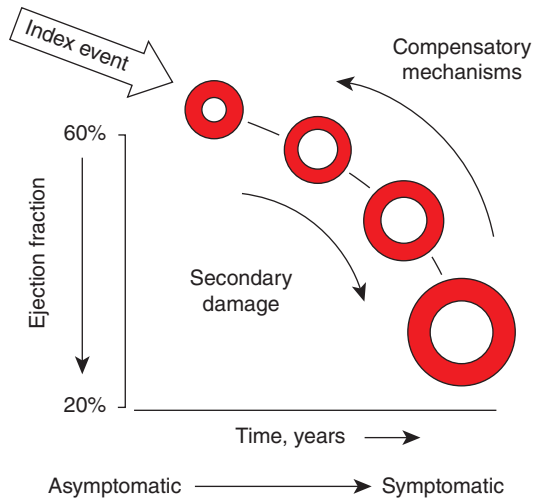 Index event
Compensatory
mechanisms
60%
Ejection fraction
Secondary
damage
20%
Time, years
Asymptomatic
Symptomatic